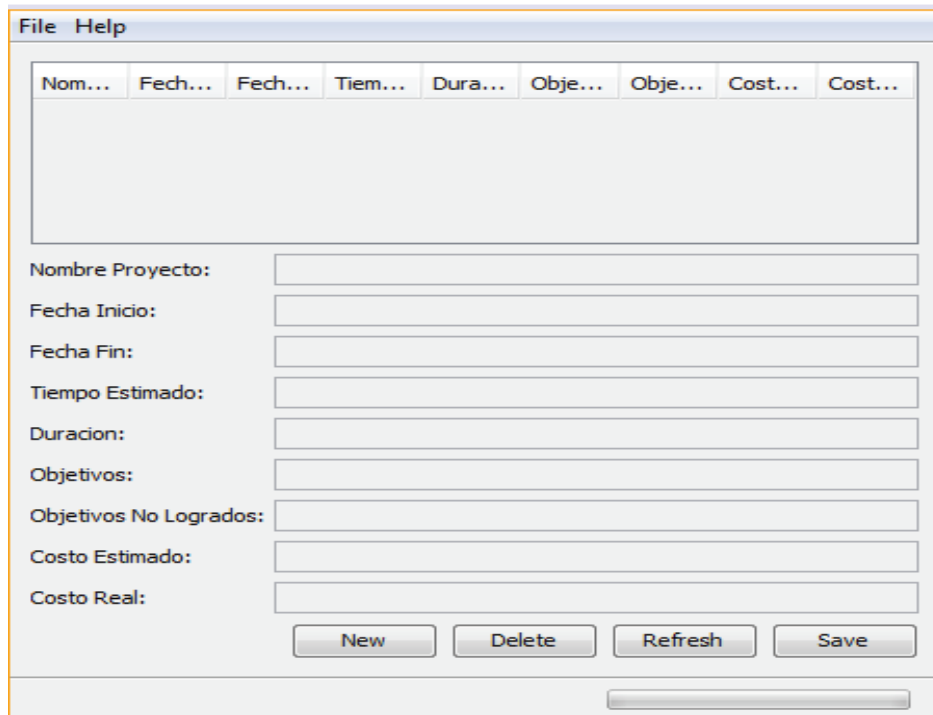 File Help
Nom... Fech... Fech... Tiem... Dura... Obje... Obje... Cost... Cost...
Nombre Proyecto:
Fecha Inicio:
Fecha Fin:
Tiempo Estimado:
Duracion:
Objetivos:
Objetivos No Logrados:
Costo Estimado:
Costo Real:
New Delete Refresh Save